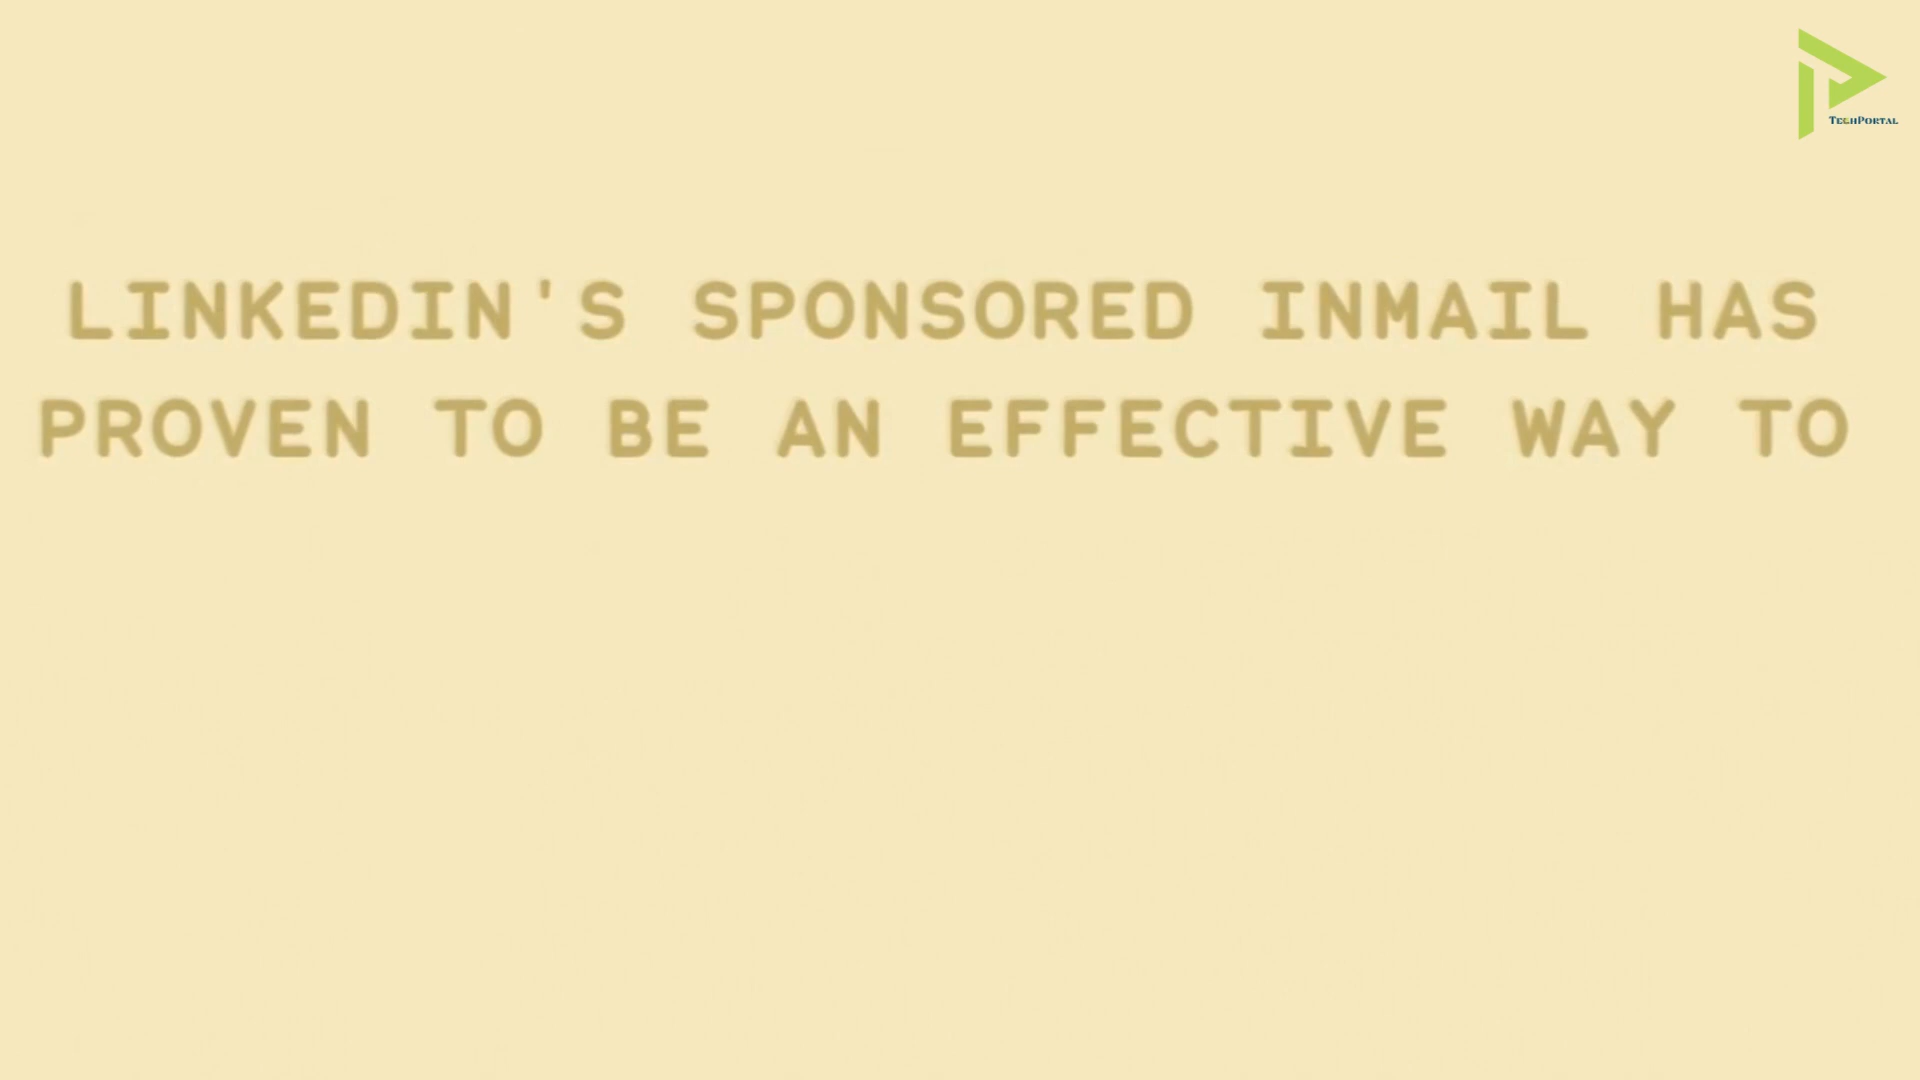 TechPortal
LINKEDIN'S SPONSORED INMAIL HAS
PROVEN TO BE AN EFFECTIVE WAY TO